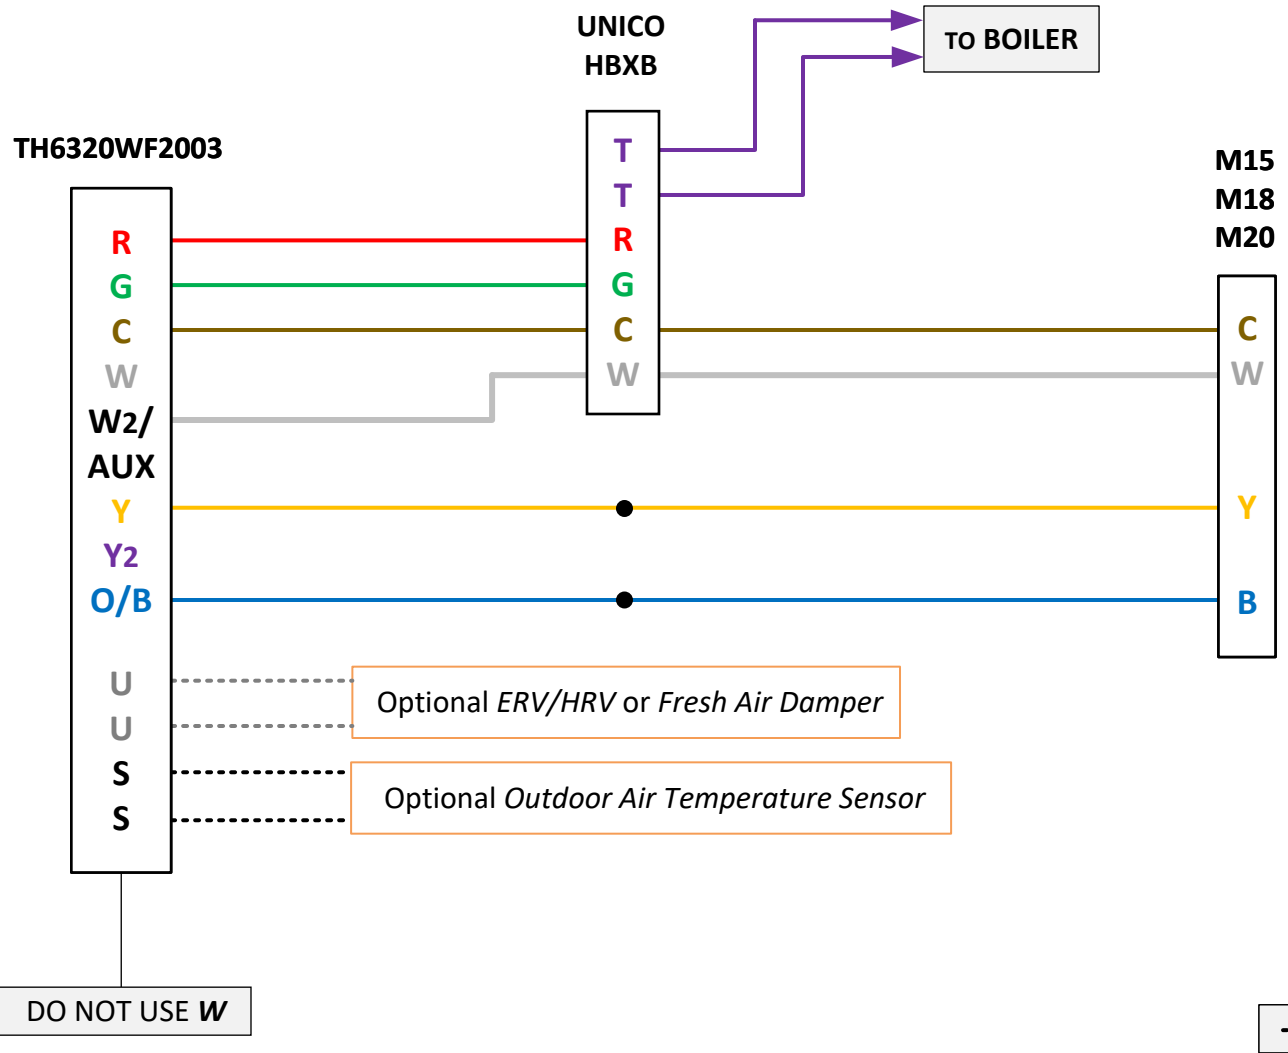 UNICO
HBXB
TO BOILER
TH6320WF2003
M15
M18
M20
R
G
C
W
W2/
AUX
Y
Y2
O/B
U
U
S
S
T
T
R
G
C
W
C
W
Y
B
Optional ERV/HRV or Fresh Air Damper
Optional Outdoor Air Temperature Sensor
DO NOT USE W